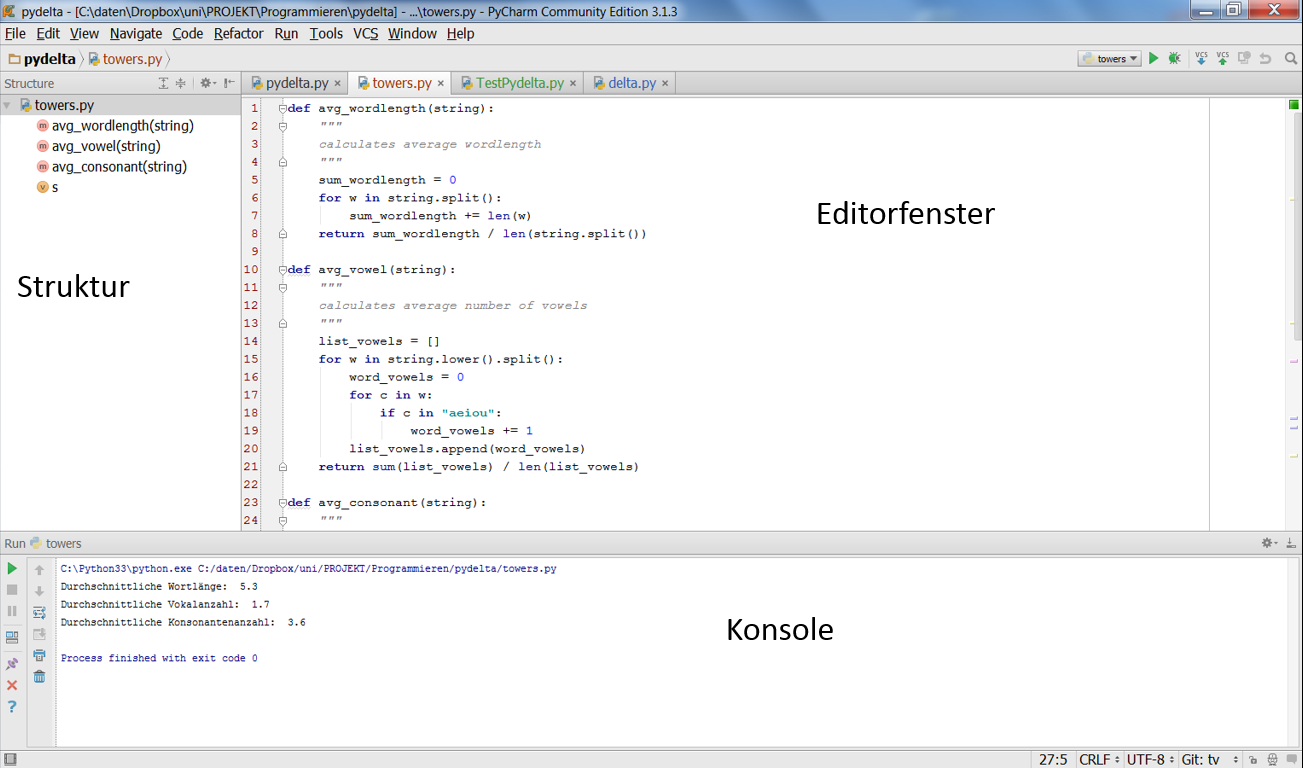 pydelta - [C:\daten\Dropbox\uni\PROJEKT\Programmieren\pydelta] - ...\towers.py - PyCharm Community Edition 3.1.3
File Edit View Navigate Code Refactor Run Tools VCS Window Help
pydelta towers.py towers VCS VCS
Structure pydelta.py towers.py TestPydelta.py delta.py
towers.py
avg_wordlength(string)
avg_vowel(string)
avg_consonant(string)
s
Struktur
1 def avg_wordlength(string):
2 """
3 calculates average wordlength
4 """
5 sum_wordlength = 0
6 for w in string.split():
7 sum_wordlength += len(w)
8 return sum_wordlength / len(string.split())
9
10 def avg_vowel(string):
11 """
12 calculates average number of vowels
13 """
14 list_vowels = []
15 for w in string.lower().split():
16 word_vowels = 0
17 for c in w:
18 if c in "aeiou":
19 word_vowels += 1
20 list_vowels.append(word_vowels)
21 return sum(list_vowels) / len(list_vowels)
22
23 def avg_consonant(string):
24 """
Editorfenster
Run towers
C:\Python33\python.exe C:/daten/Dropbox/uni/PROJEKT/Programmieren/pydelta/towers.py
Durchschnittliche Wortlänge: 5.3
Durchschnittliche Vokalanzahl: 1.7
Durchschnittliche Konsonantenanzahl: 3.6
Process finished with exit code 0
Konsole
27:5 CRLF UTF-8 Git: tv